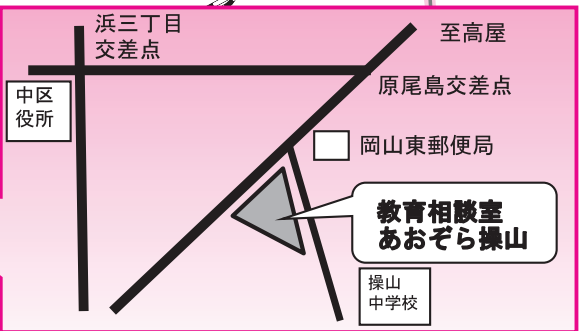 浜三丁目
交差点
至高屋
原尾島交差点
中区
役所
岡山東郵便局
教育相談室
あおぞら操山
操山
中学校